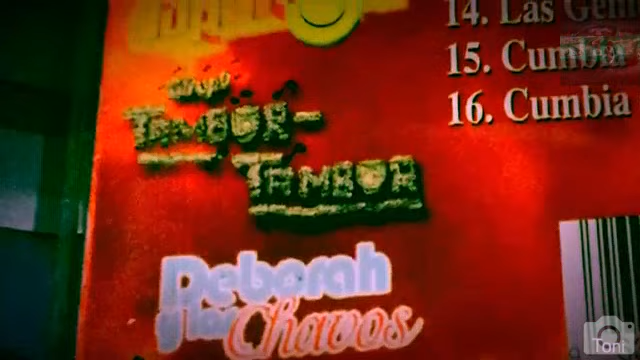 14. Las
15. Cumbia
16. Cumbia
TAMBOR-
TAMBOR
Deborah
y los Chavos
Toni